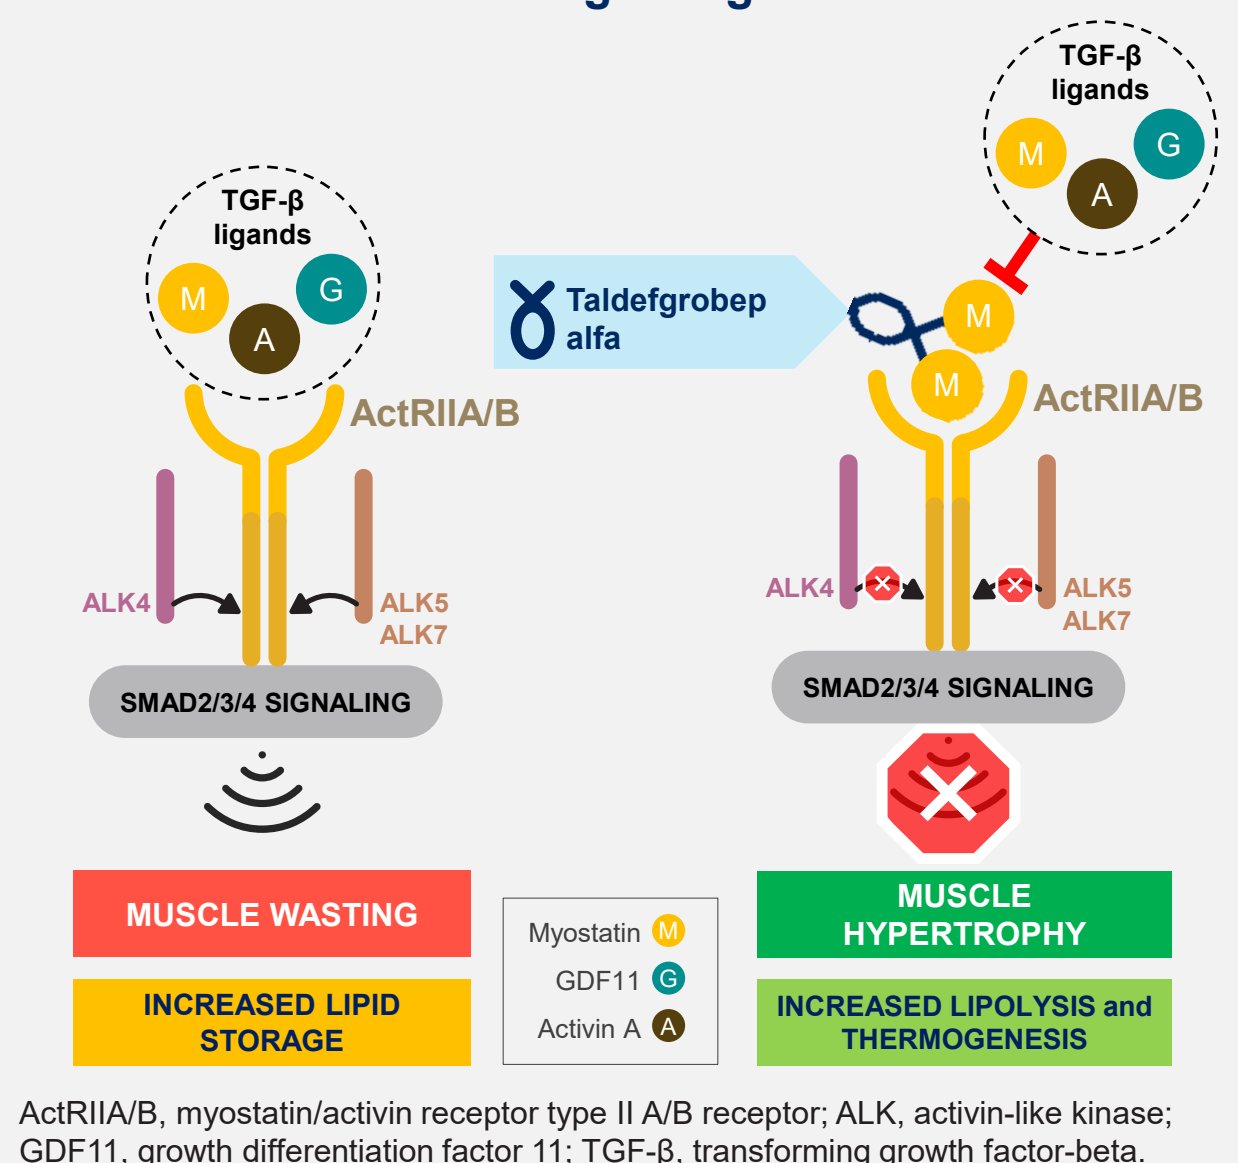 TGF-β
ligands
M
G
A
ActRIIA/B
ALK4
ALK5
ALK7
SMAD2/3/4 SIGNALING
MUSCLE WASTING
INCREASED LIPID
STORAGE
Taldefgrobep
alfa
TGF-β
ligands
M
G
A
M
M
ActRIIA/B
ALK4
ALK5
ALK7
SMAD2/3/4 SIGNALING
MUSCLE
HYPERTROPHY
INCREASED LIPOLYSIS and
THERMOGENESIS
Myostatin M
GDF11 G
Activin A A
ActRIIA/B, myostatin/activin receptor type II A/B receptor; ALK, activin-like kinase;
GDF11, growth differentiation factor 11; TGF-β, transforming growth factor-beta.